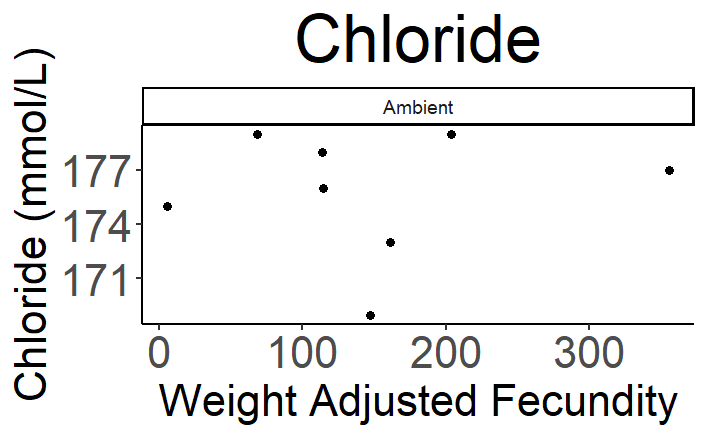 Chloride
Ambient
Chloride (mmol/L)
177
174
171
0 100 200 300
Weight Adjusted Fecundity